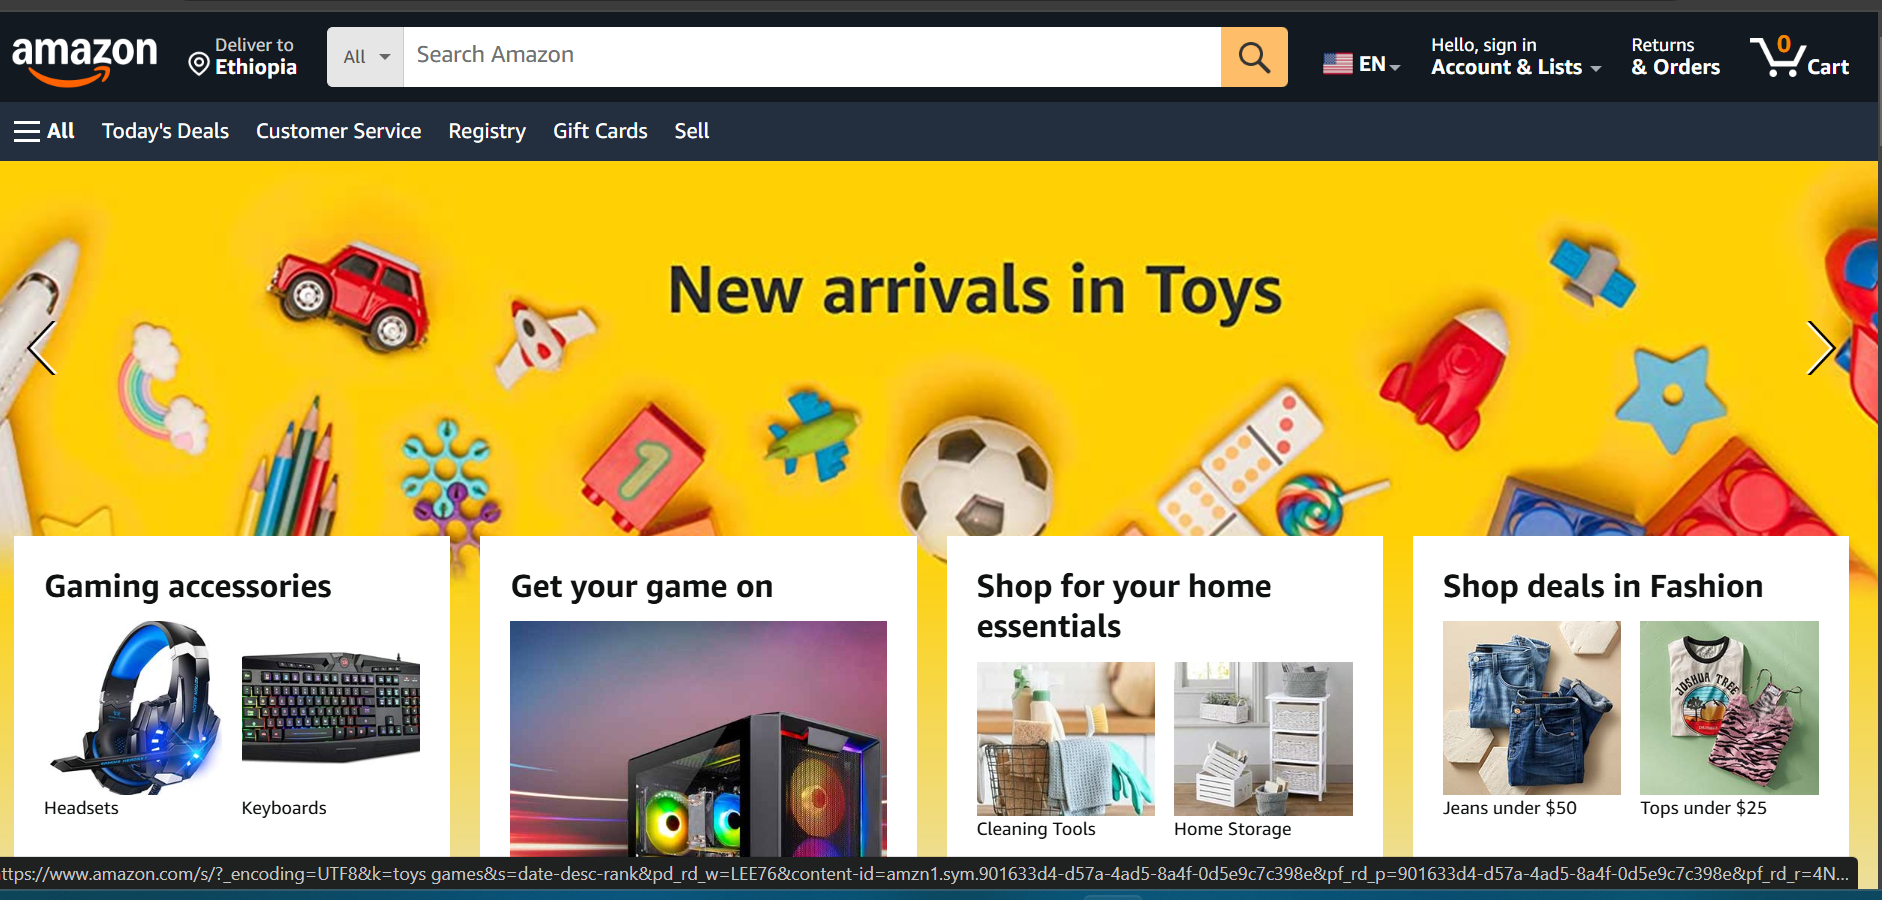 amazon
Deliver to
Ethiopia
All
Search Amazon
EN
Hello, sign in
Account & Lists
Returns
& Orders
0
Cart
All
Today's Deals
Customer Service
Registry
Gift Cards
Sell
New arrivals in Toys
1
Gaming accessories
Headsets
Keyboards
Get your game on
Shop for your home
essentials
Cleaning Tools
Home Storage
Shop deals in Fashion
JOSHUA TREE
Jeans under $50
Tops under $25
ttps://www.amazon.com/s/?_encoding=UTF8&k=toys games&s=date-desc-rank&pd_rd_w=LEE76&content-id=amzn1.sym.901633d4-d57a-4ad5-8a4f-0d5e9c7c398e&pf_rd_p=901633d4-d57a-4ad5-8a4f-0d5e9c7c398e&pf_rd_r=4N...